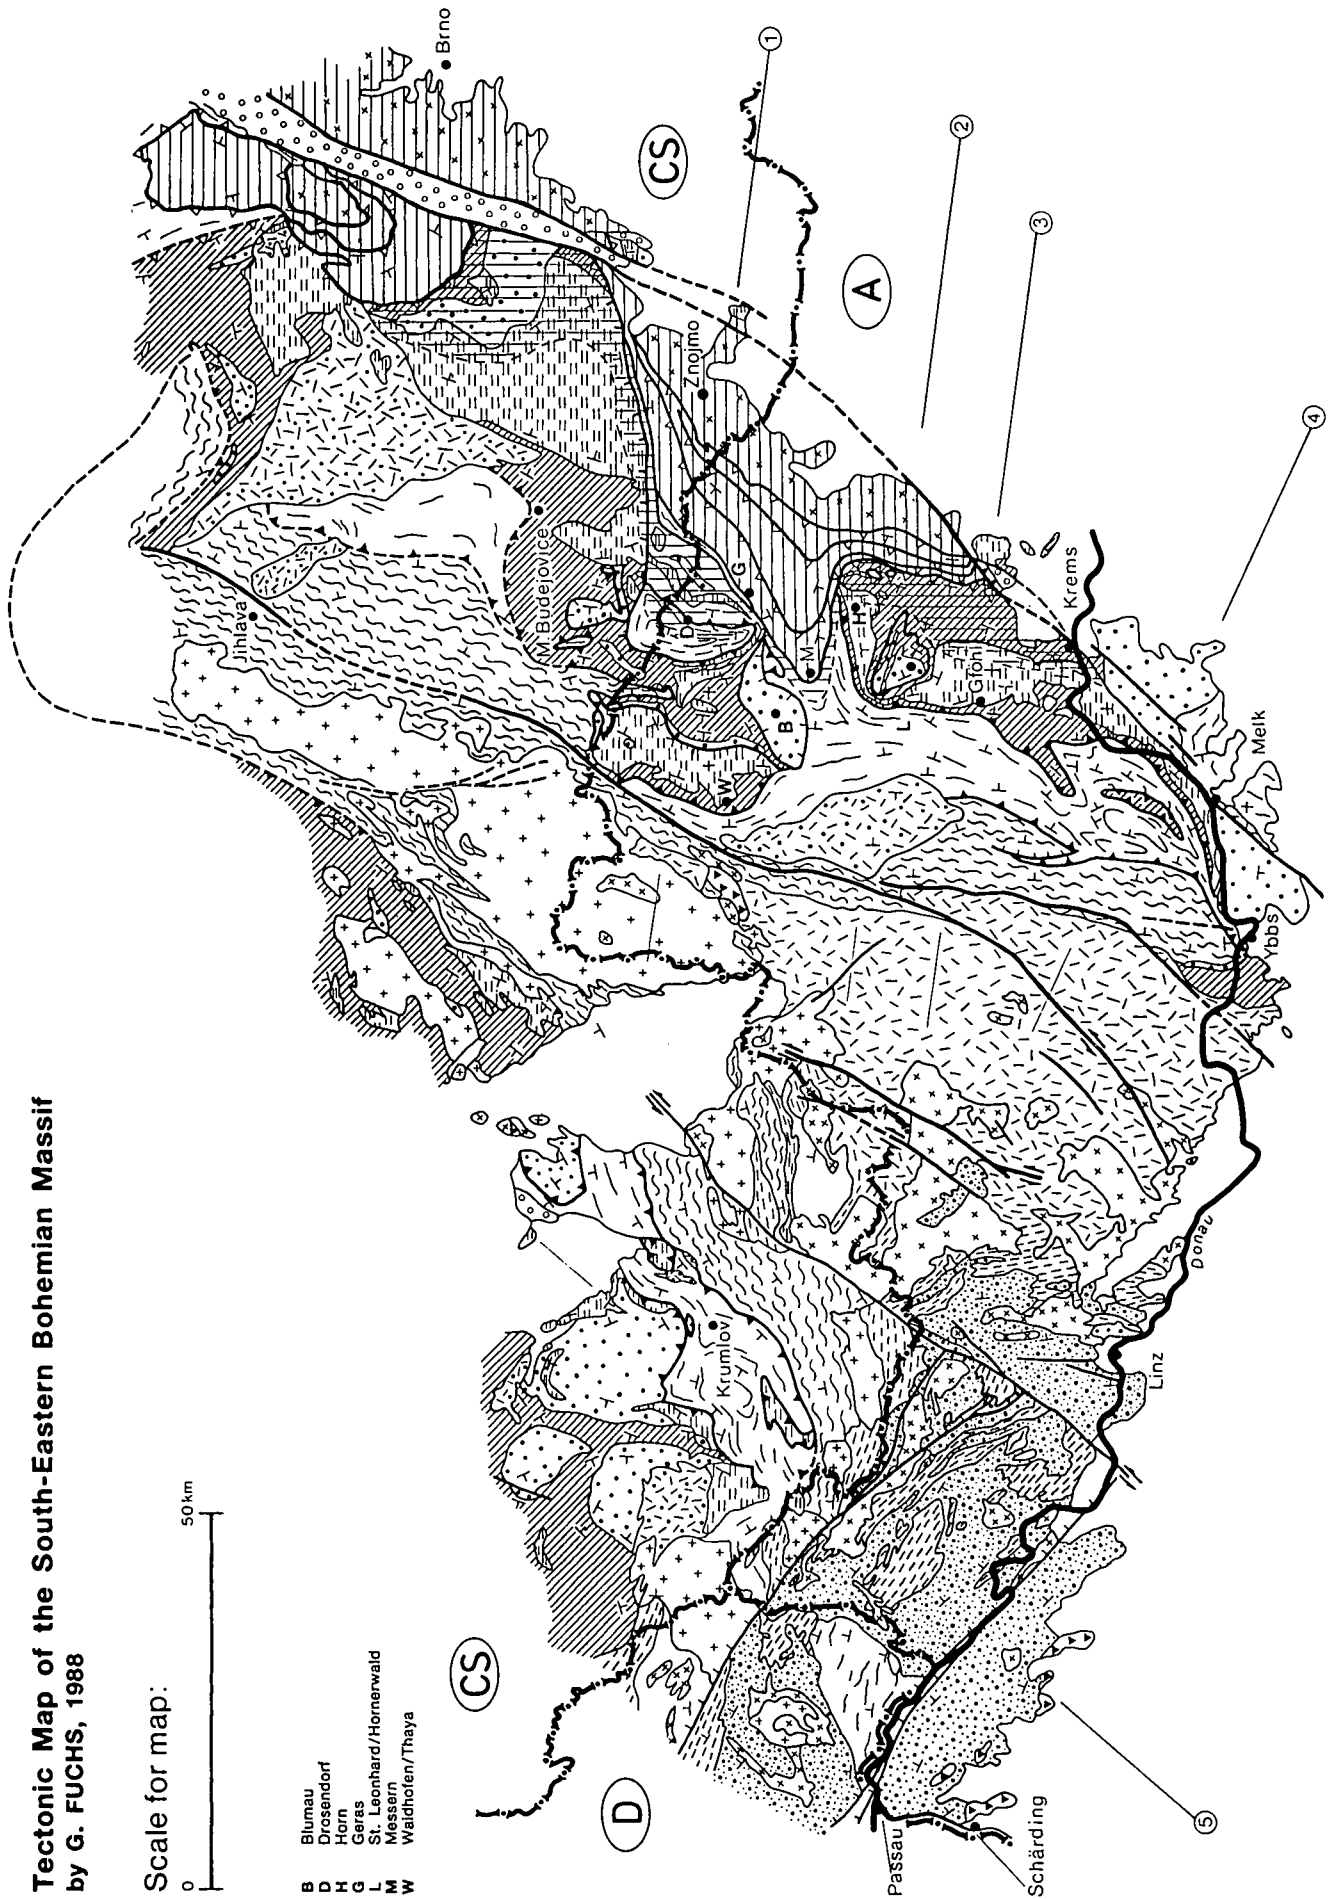 Tectonic Map of the South-Eastern Bohemian Massif
by G. FUCHS, 1988
Scale for map:
0 50 km
B Blumau
D Drosendorf
H Horn
G Geras
L St. Leonhard/Hornerwald
M Messern
W Waidhofen/Thaya
CS
D
Passau
Schärding
5
Krumlov
Linz
Donau
Jihlava
M.Budejovice
W
B
D
G
M
H
L
Gföhl
Ybbs
Melk
Krems
Znojmo
Brno
CS
A
1
2
3
4